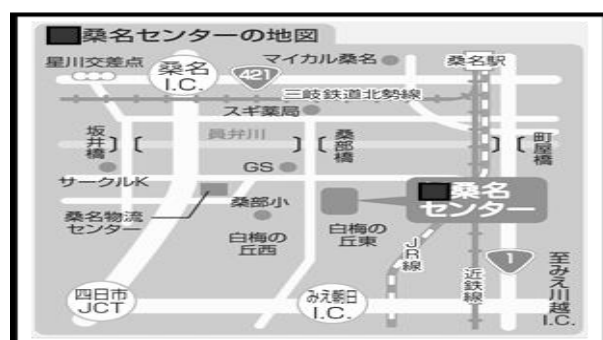 桑名センターの地図
星川交差点
桑名
I.C.
421
マイカル桑名
桑名駅
三岐鉄道北勢線
スギ薬局
坂井橋
員弁川
桑部橋
町屋橋
GS
サークルK
桑名
センター
桑名物流
センター
桑部小
白梅の
丘西
白梅の
丘東
JR線
近鉄線
1
至みえ川越I.C.
四日市
JCT
みえ朝日
I.C.